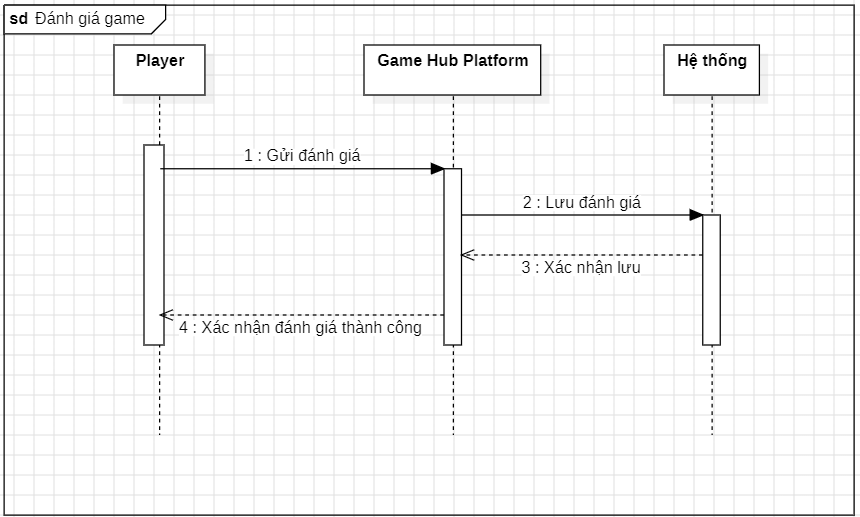 sd Đánh giá game
Player
Game Hub Platform
Hệ thống
1 : Gửi đánh giá
2 : Lưu đánh giá
3 : Xác nhận lưu
4 : Xác nhận đánh giá thành công